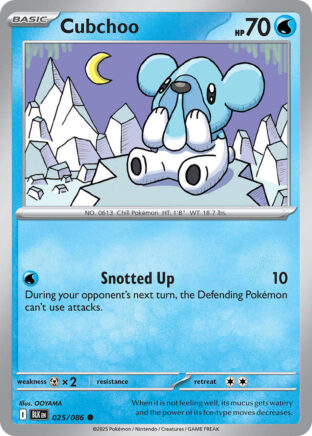 BASIC
Cubchoo
HP 70
NO. 0613 Chill Pokémon HT: 1'8" WT: 18.7 lbs.
Snotted Up 10
During your opponent's next turn, the Defending Pokémon
can't use attacks.
weakness ×2 resistance retreat
Illus. OOYAMA
I BLK EN 025/086
When it is not feeling well, its mucus gets watery
and the power of its Ice-type moves decreases.
©2025 Pokémon / Nintendo / Creatures / GAME FREAK